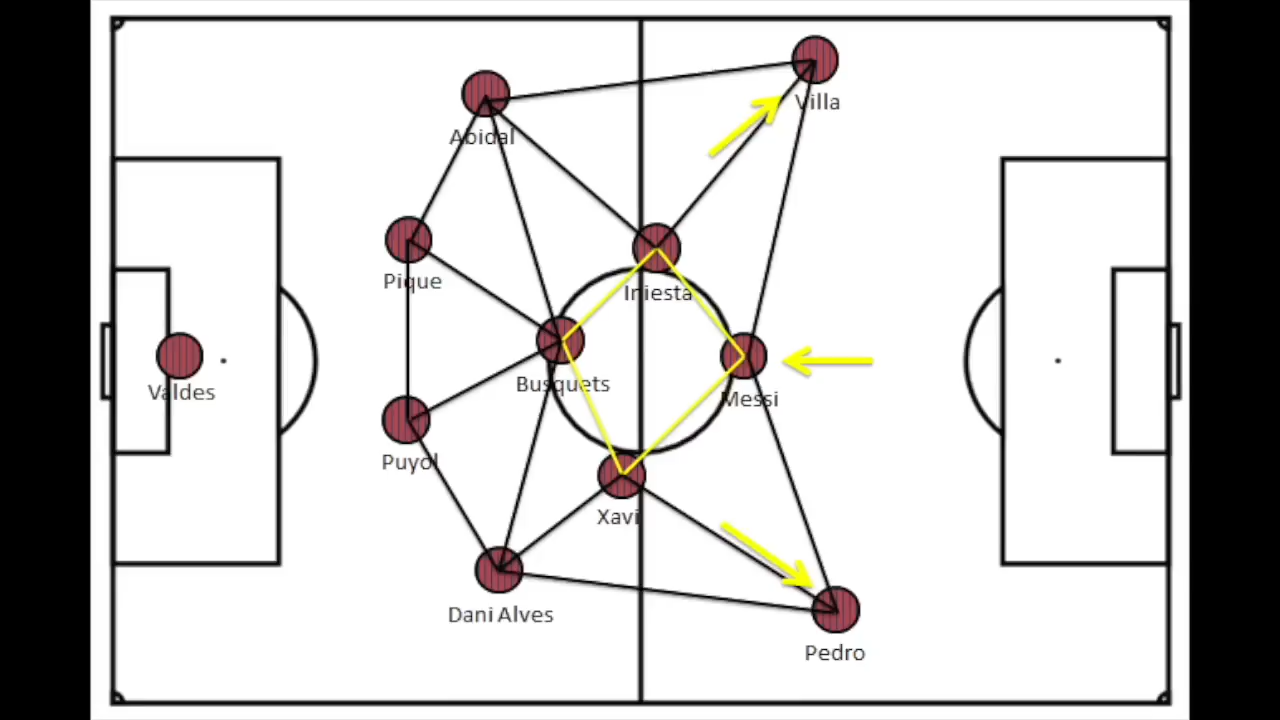 Villa
Abidal
Pique
Iniesta
Busquets
Valdes
Messi
Puyol
Xavi
Dani Alves
Pedro